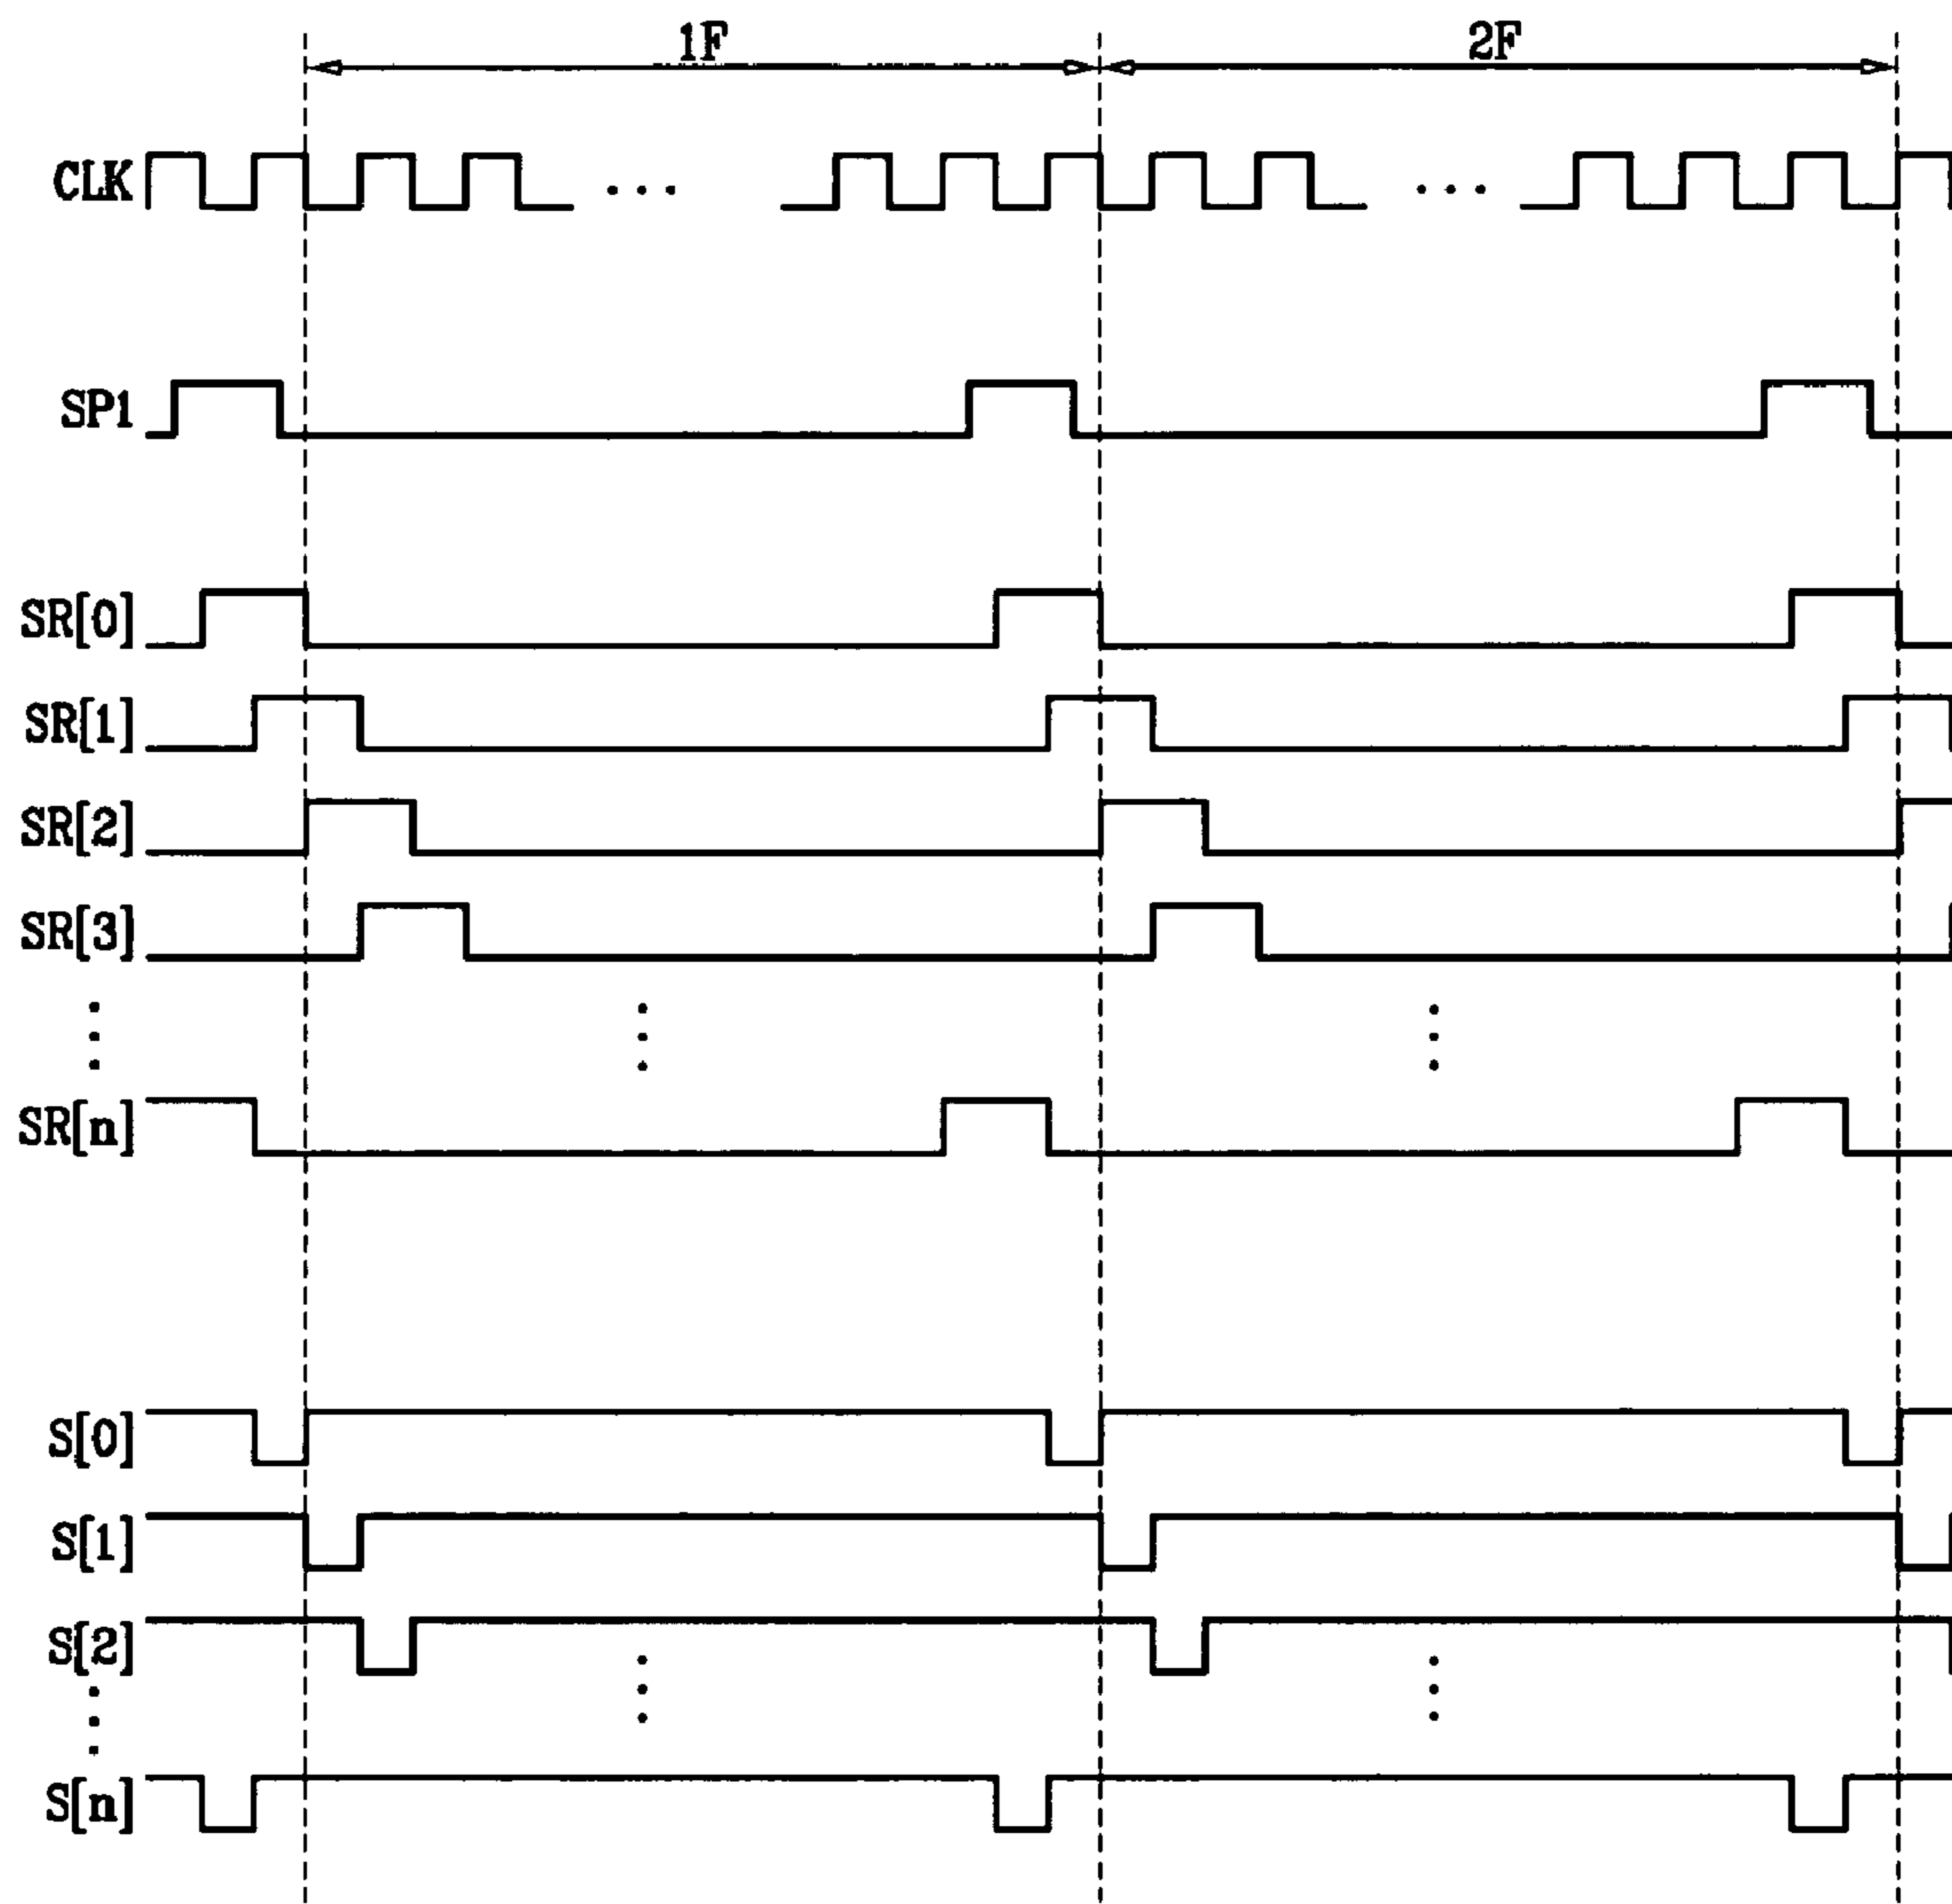 1F 2F
CLK
SP1
SR[0]
SR[1]
SR[2]
SR[3]
SR[n]
S[0]
S[1]
S[2]
S[n]